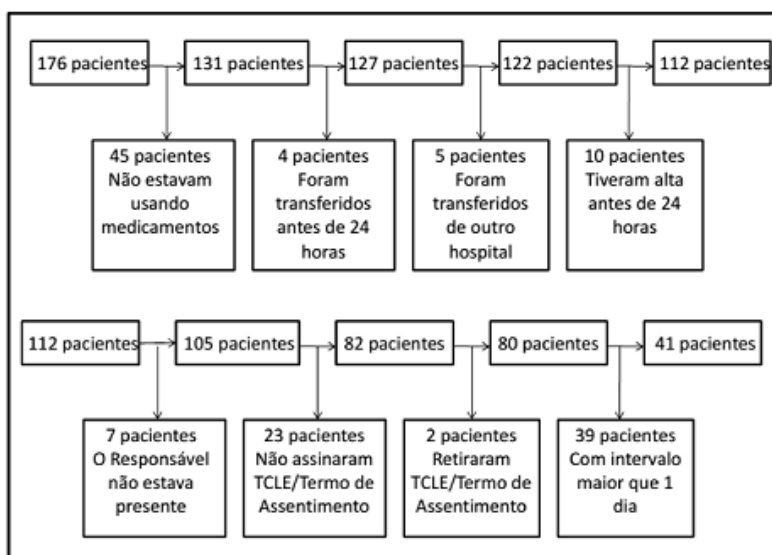 176 pacientes
131 pacientes
127 pacientes
122 pacientes
112 pacientes
45 pacientes
Não estavam
usando
medicamentos
4 pacientes
Foram
transferidos
antes de 24
horas
5 pacientes
Foram
transferidos
de outro
hospital
10 pacientes
Tiveram alta
antes de 24
horas
112 pacientes
105 pacientes
82 pacientes
80 pacientes
41 pacientes
7 pacientes
O Responsável
não estava
presente
23 pacientes
Não assinaram
TCLE/Termo de
Assentimento
2 pacientes
Retiraram
TCLE/Termo de
Assentimento
39 pacientes
Com intervalo
maior que 1
dia